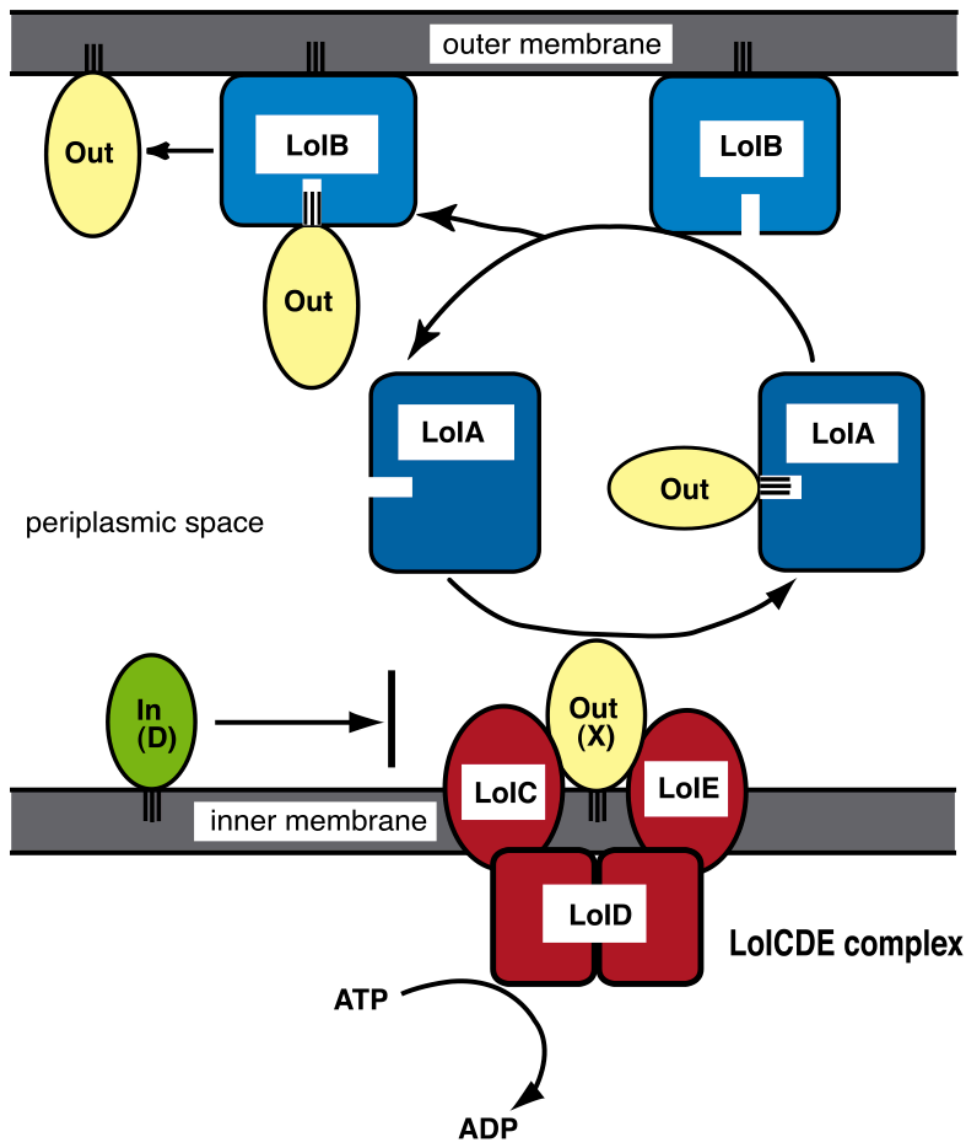 outer membrane
Out
LolB
LolB
Out
LolA
LolA
Out
periplasmic space
In
(D)
Out
(X)
LolC
LolE
inner membrane
LolD
LolCDE complex
ATP
ADP